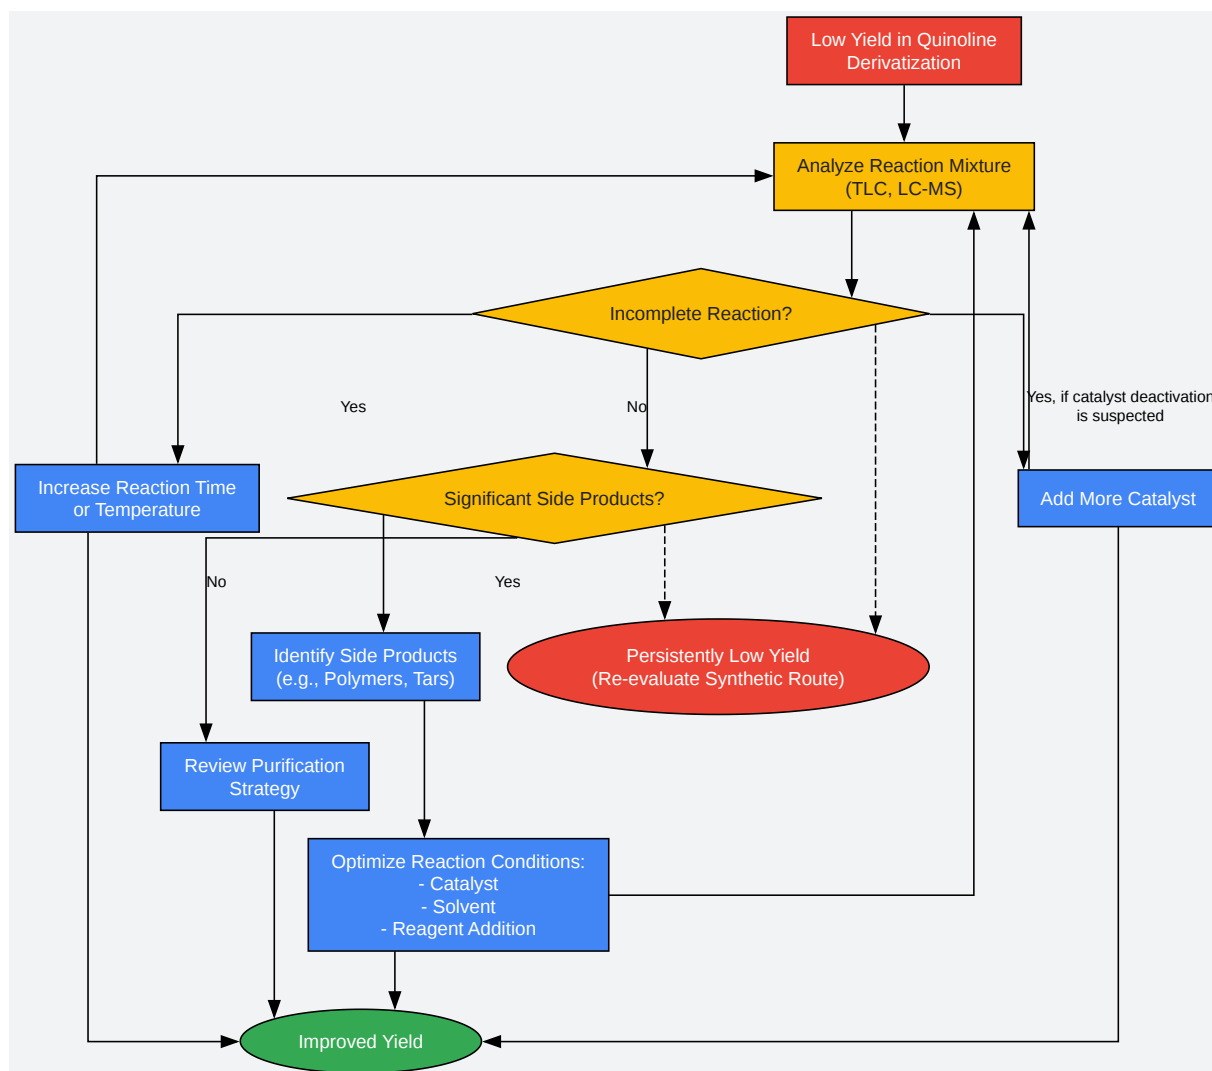 Low Yield in Quinoline
Derivatization
Analyze Reaction Mixture
(TLC, LC-MS)
Incomplete Reaction?
Yes
No
Yes, if catalyst deactivation
is suspected
Increase Reaction Time
or Temperature
Significant Side Products?
Add More Catalyst
No
Yes
Identify Side Products
(e.g., Polymers, Tars)
Persistently Low Yield
(Re-evaluate Synthetic Route)
Review Purification
Strategy
Optimize Reaction Conditions:
- Catalyst
- Solvent
- Reagent Addition
Improved Yield